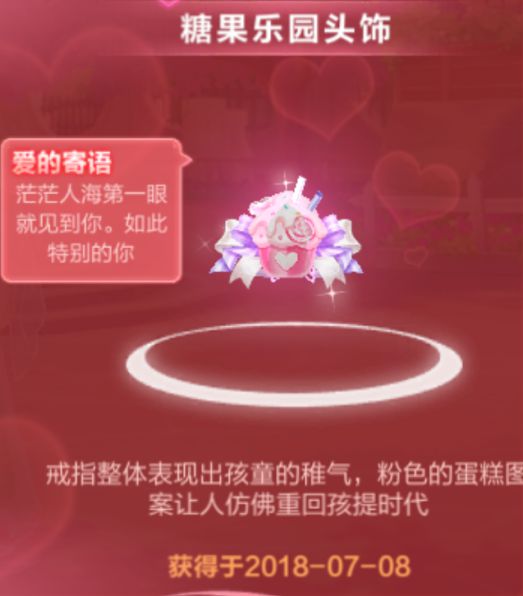 糖果乐园头饰
爱的寄语
茫茫人海第一眼
就见到你。如此
特别的你
戒指整体表现出孩童的稚气，粉色的蛋糕图
案让人仿佛重回孩提时代
获得于2018-07-08